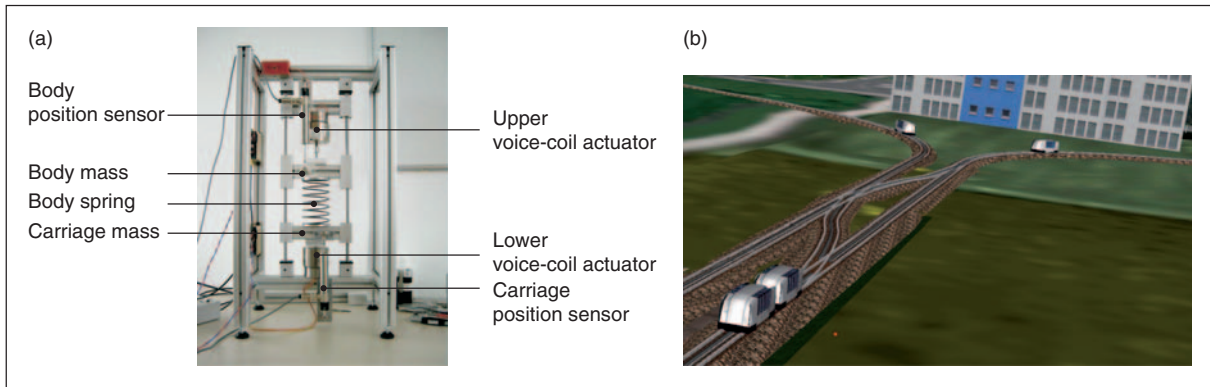 (a)
Body
position sensor
Body mass
Body spring
Carriage mass
Upper
voice-coil actuator
Lower
voice-coil actuator
Carriage
position sensor
(b)